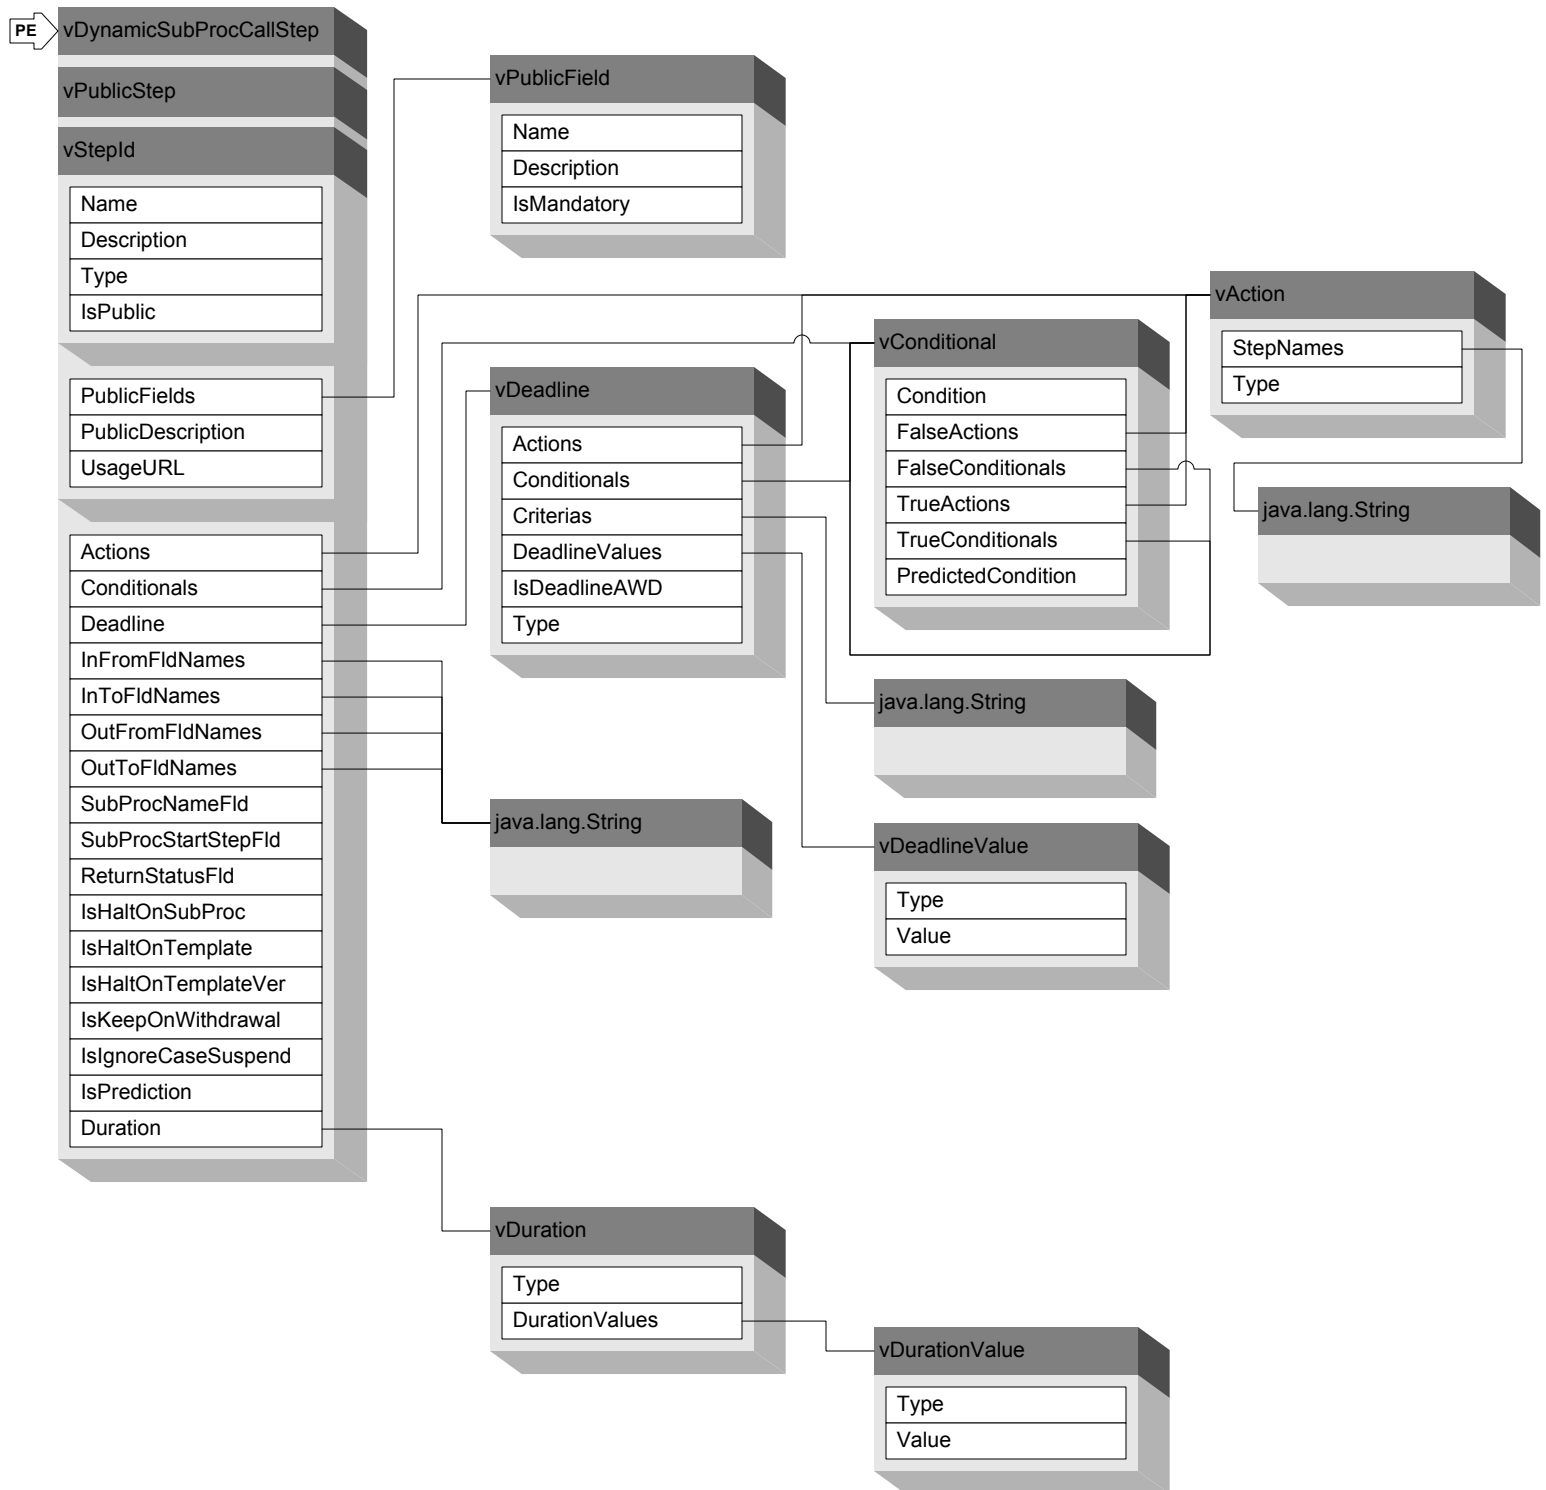 PE
vDynamicSubProcCallStep
vPublicStep
vStepId
Name
Description
Type
IsPublic
PublicFields
PublicDescription
UsageURL
Actions
Conditionals
Deadline
InFromFldNames
InToFldNames
OutFromFldNames
OutToFldNames
SubProcNameFld
SubProcStartStepFld
ReturnStatusFld
IsHaltOnSubProc
IsHaltOnTemplate
IsHaltOnTemplateVer
IsKeepOnWithdrawal
IsIgnoreCaseSuspend
IsPrediction
Duration
vPublicField
Name
Description
IsMandatory
vDeadline
Actions
Conditionals
Criterias
DeadlineValues
IsDeadlineAWD
Type
java.lang.String
vDuration
Type
DurationValues
vConditional
Condition
FalseActions
FalseConditionals
TrueActions
TrueConditionals
PredictedCondition
java.lang.String
vDeadlineValue
Type
Value
vDurationValue
Type
Value
vAction
StepNames
Type
java.lang.String